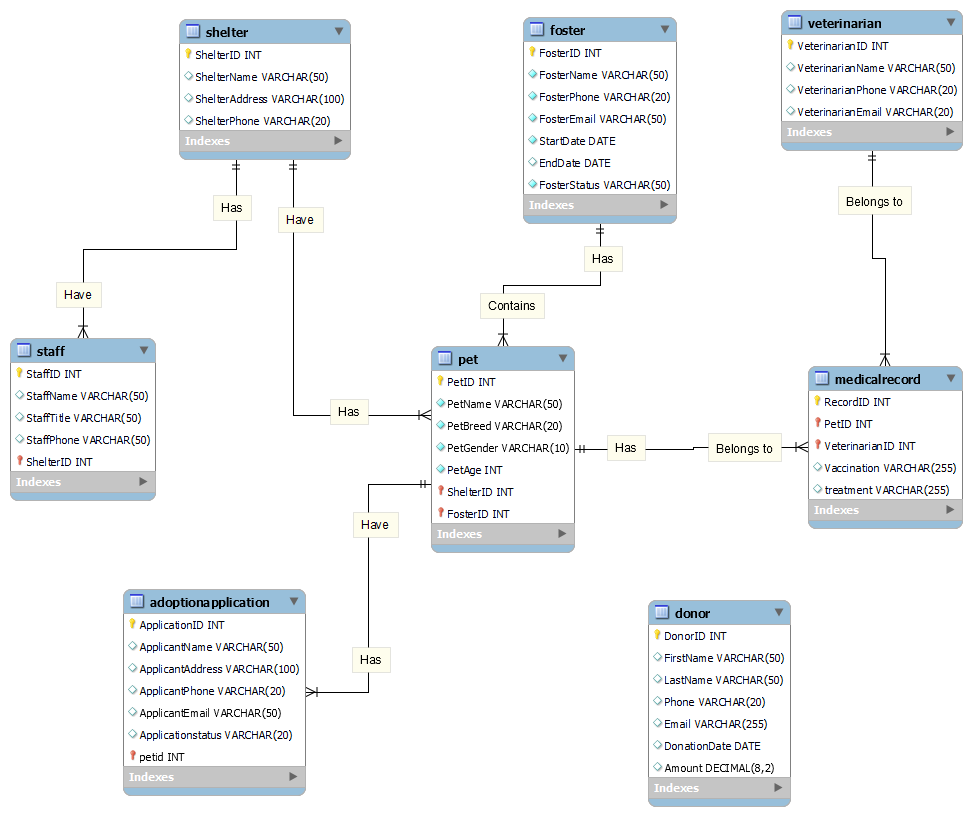 shelter
ShelterID INT
ShelterName VARCHAR(50)
ShelterAddress VARCHAR(100)
ShelterPhone VARCHAR(20)
Indexes
foster
FosterID INT
FosterName VARCHAR(50)
FosterPhone VARCHAR(20)
FosterEmail VARCHAR(50)
StartDate DATE
EndDate DATE
FosterStatus VARCHAR(50)
Indexes
veterinarian
VeterinarianID INT
VeterinarianName VARCHAR(50)
VeterinarianPhone VARCHAR(20)
VeterinarianEmail VARCHAR(20)
Indexes
Has
Have
Has
Belongs to
Have
Contains
staff
StaffID INT
StaffName VARCHAR(50)
StaffTitle VARCHAR(50)
StaffPhone VARCHAR(50)
ShelterID INT
Indexes
Has
pet
PetID INT
PetName VARCHAR(50)
PetBreed VARCHAR(20)
PetGender VARCHAR(10)
PetAge INT
ShelterID INT
FosterID INT
Indexes
Has
Belongs to
medicalrecord
RecordID INT
PetID INT
VeterinarianID INT
Vaccination VARCHAR(255)
treatment VARCHAR(255)
Indexes
Have
Has
adoptionapplication
ApplicationID INT
ApplicantName VARCHAR(50)
ApplicantAddress VARCHAR(100)
ApplicantPhone VARCHAR(20)
ApplicantEmail VARCHAR(50)
Applicationstatus VARCHAR(20)
petid INT
Indexes
donor
DonorID INT
FirstName VARCHAR(50)
LastName VARCHAR(50)
Phone VARCHAR(20)
Email VARCHAR(255)
DonationDate DATE
Amount DECIMAL(8,2)
Indexes